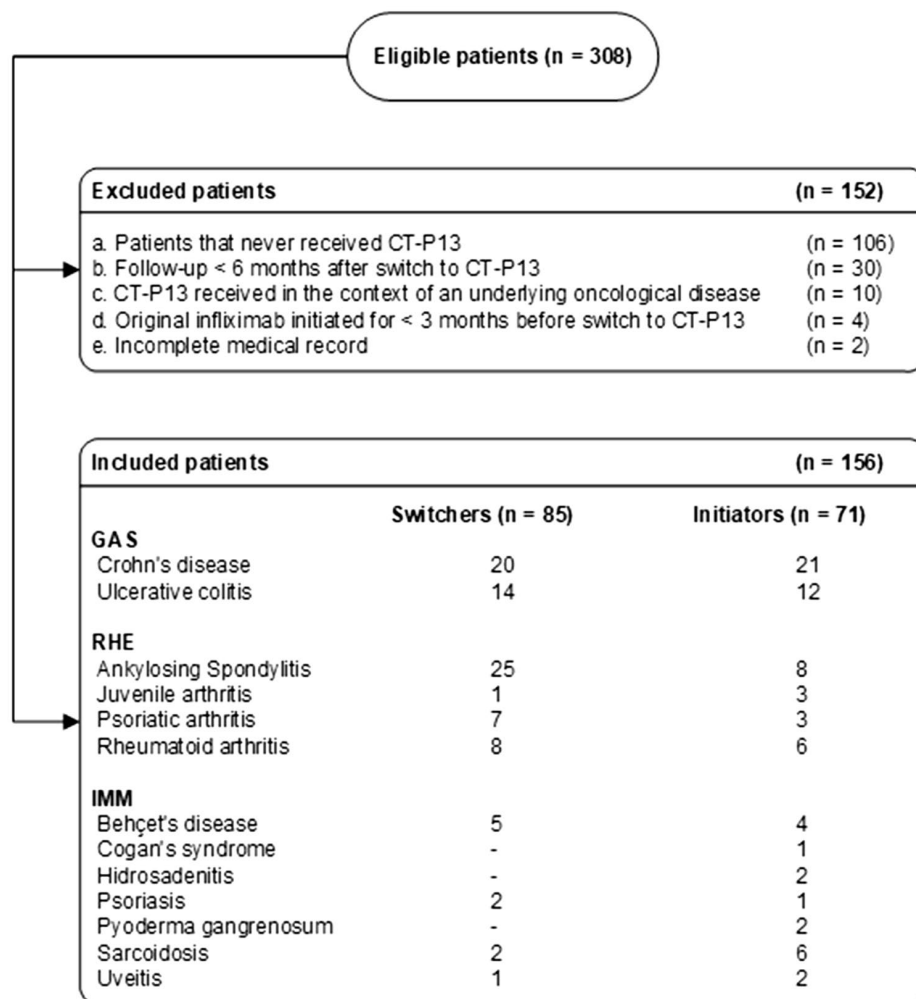 Eligible patients (n = 308)
Excluded patients (n = 152)
a. Patients that never received CT-P13 (n = 106)
b. Follow-up < 6 months after switch to CT-P13 (n = 30)
c. CT-P13 received in the context of an underlying oncological disease (n = 10)
d. Original infliximab initiated for < 3 months before switch to CT-P13 (n = 4)
e. Incomplete medical record (n = 2)
Included patients (n = 156)
Switchers (n = 85) Initiators (n = 71)
GAS
Crohn's disease 20 21
Ulcerative colitis 14 12
RHE
Ankylosing Spondylitis 25 8
Juvenile arthritis 1 3
Psoriatic arthritis 7 3
Rheumatoid arthritis 8 6
IMM
Behçet's disease 5 4
Cogan's syndrome - 1
Hidrosadenitis - 2
Psoriasis 2 1
Pyoderma gangrenosum - 2
Sarcoidosis 2 6
Uveitis 1 2